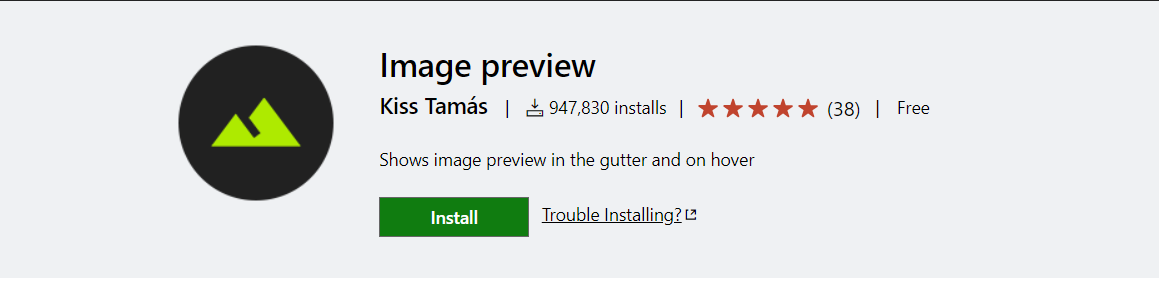 Image preview
Kiss Tamás | 947,830 installs | (38) | Free
Shows image preview in the gutter and on hover
Install Trouble Installing?